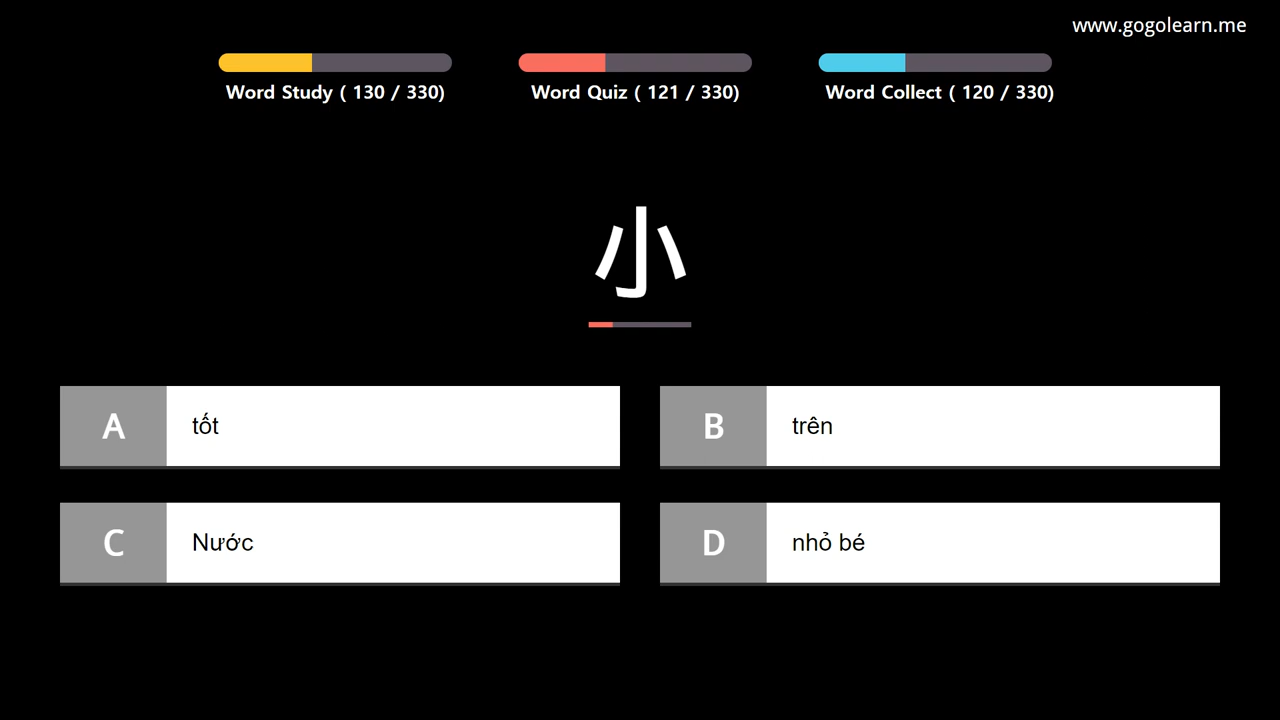 www.gogolearn.me
Word Study ( 130 / 330)
Word Quiz ( 121 / 330)
Word Collect ( 120 / 330)
小
A
tốt
B
trên
C
Nước
D
nhỏ bé